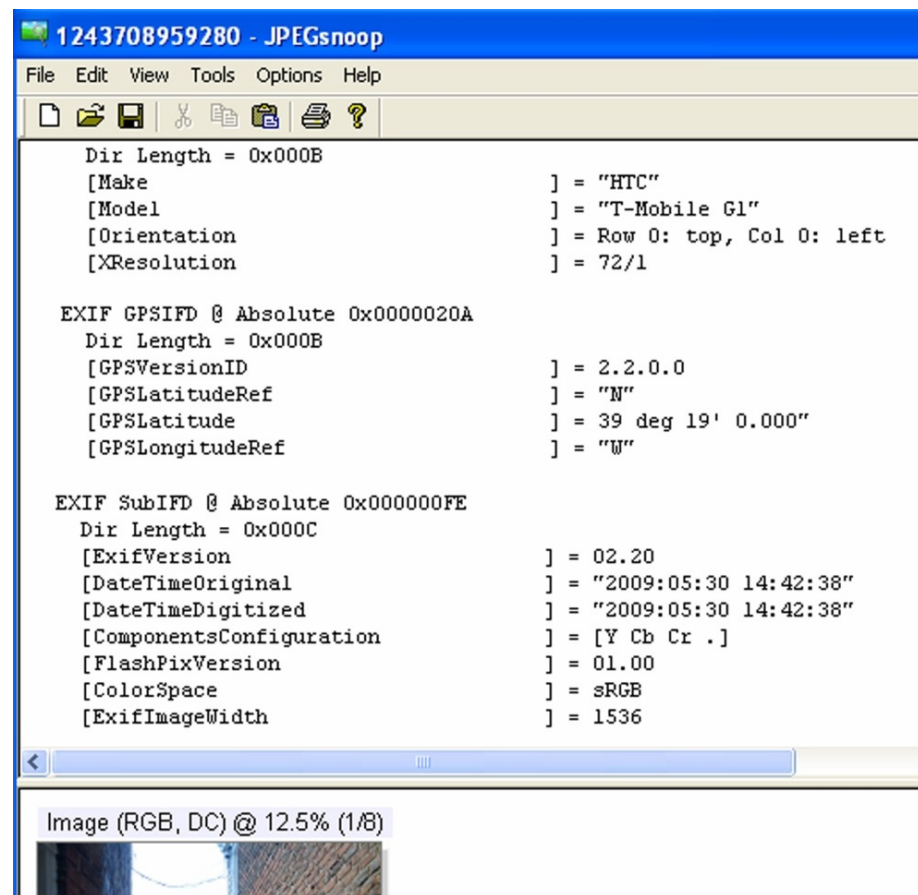 1243708959280 - JPEGsnoop
File Edit View Tools Options Help
Dir Length = 0x000B
[Make ] = "HTC"
[Model ] = "T-Mobile G1"
[Orientation ] = Row 0: top, Col 0: left
[XResolution ] = 72/1
EXIF GPSIFD @ Absolute 0x0000020A
Dir Length = 0x000B
[GPSVersionID ] = 2.2.0.0
[GPSLatitudeRef ] = "N"
[GPSLatitude ] = 39 deg 19' 0.000"
[GPSLongitudeRef ] = "W"
EXIF SubIFD @ Absolute 0x000000FE
Dir Length = 0x000C
[ExifVersion ] = 02.20
[DateTimeOriginal ] = "2009:05:30 14:42:38"
[DateTimeDigitized ] = "2009:05:30 14:42:38"
[ComponentsConfiguration ] = [Y Cb Cr .]
[FlashPixVersion ] = 01.00
[ColorSpace ] = sRGB
[ExifImageWidth ] = 1536
Image (RGB, DC) @ 12.5% (1/8)